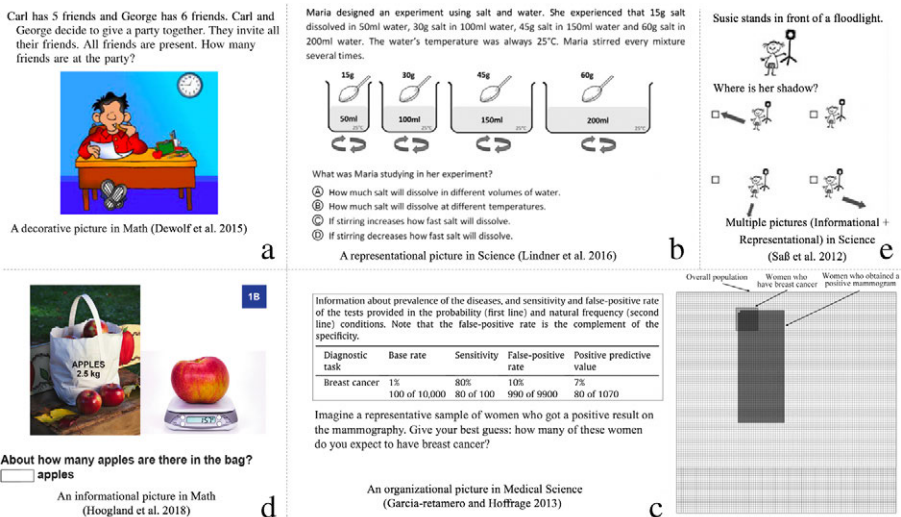 Carl has 5 friends and George has 6 friends. Carl and
George decide to give a party together. They invite all
their friends. All friends are present. How many
friends are at the party?
A decorative picture in Math (Dewolf et al. 2015)
a
Maria designed an experiment using salt and water. She experienced that 15g salt
dissolved in 50ml water, 30g salt in 100ml water, 45g salt in 150ml water and 60g salt in
200ml water. The water's temperature was always 25°C. Maria stirred every mixture
several times.
15g 30g 45g 60g
50ml 100ml 150ml 200ml
25°C 25°C 25°C 25°C
What was Maria studying in her experiment?
A How much salt will dissolve in different volumes of water.
B How much salt will dissolve at different temperatures.
C If stirring increases how fast salt will dissolve.
D If stirring decreases how fast salt will dissolve.
A representational picture in Science (Lindner et al. 2016)
b
Susie stands in front of a floodlight.
Where is her shadow?
Multiple pictures (Informational +
Representational) in Science
(Saß et al. 2012)
e
1B
APPLES
2.5 kg
About how many apples are there in the bag?
apples
An informational picture in Math
(Hoogland et al. 2018)
d
Information about prevalence of the diseases, and sensitivity and false-positive rate
of the tests provided in the probability (first line) and natural frequency (second
line) conditions. Note that the false-positive rate is the complement of the
specificity.
Diagnostic Base rate Sensitivity False-positive Positive predictive
task rate value
Breast cancer 1% 80% 10% 7%
100 of 10,000 80 of 100 990 of 9900 80 of 1070
Imagine a representative sample of women who got a positive result on
the mammography. Give your best guess: how many of these women
do you expect to have breast cancer?
An organizational picture in Medical Science
(Garcia-retamero and Hoffrage 2013)
Overall population Women who Women who obtained a
have breast cancer positive mammogram
c